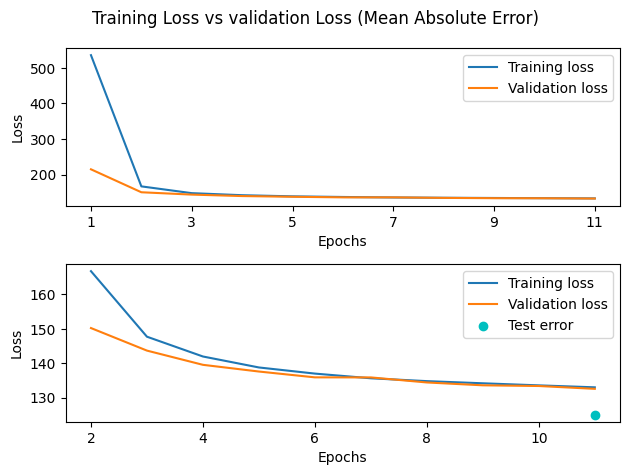 Training Loss vs validation Loss (Mean Absolute Error)
500
400
300
200
Loss
Training loss
Validation loss
1 3 5 7 9 11
Epochs
160
150
140
130
Loss
Training loss
Validation loss
Test error
2 4 6 8 10
Epochs